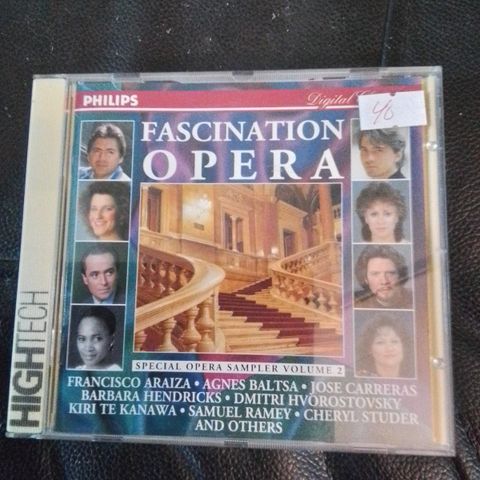 PHILIPS
Digital
40
FASCINATION
OPERA
SPECIAL OPERA SAMPLER VOLUME 2
FRANCISCO ARAIZA • AGNES BALTSA • JOSE CARRERAS
BARBARA HENDRICKS • DMITRI HVOROSTOVSKY
KIRI TE KANAWA • SAMUEL RAMEY • CHERYL STUDER
AND OTHERS
HIGHTECH